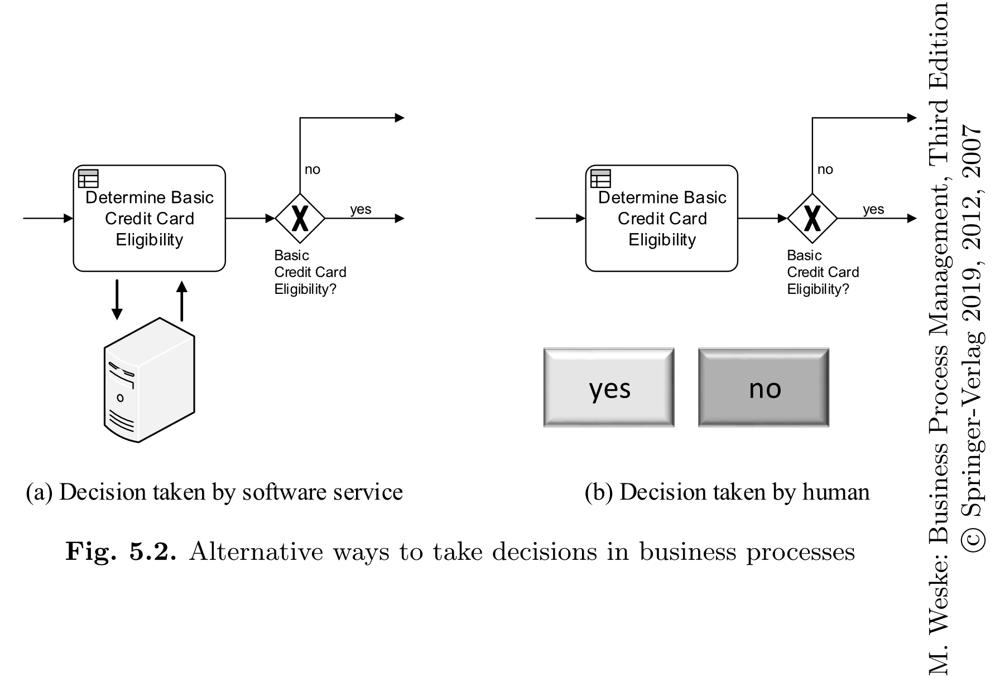 no
Determine Basic
Credit Card
Eligibility
X
yes
Basic
Credit Card
Eligibility?
(a) Decision taken by software service
no
Determine Basic
Credit Card
Eligibility
X
yes
Basic
Credit Card
Eligibility?
yes
no
(b) Decision taken by human
Fig. 5.2. Alternative ways to take decisions in business processes
M. Weske: Business Process Management, Third Edition
© Springer-Verlag 2019, 2012, 2007